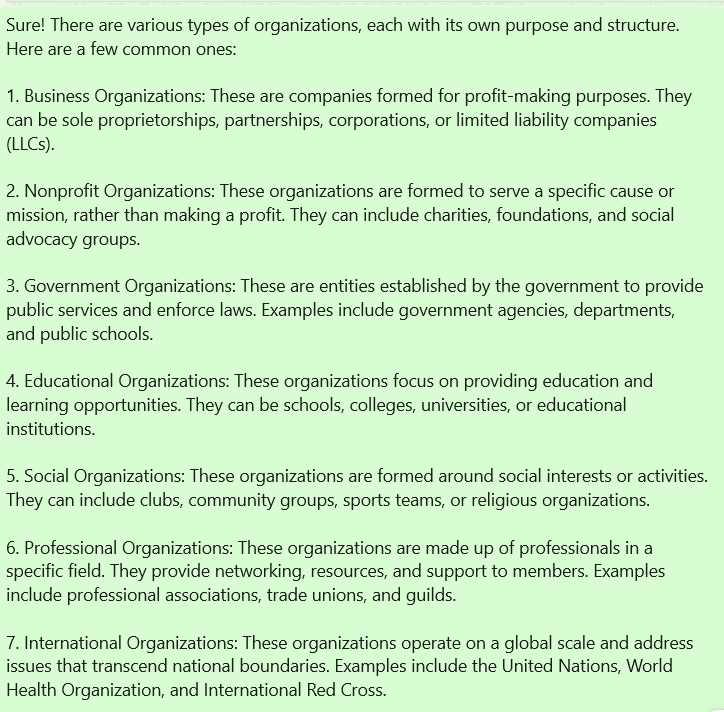 Sure! There are various types of organizations, each with its own purpose and structure.
Here are a few common ones:
1. Business Organizations: These are companies formed for profit-making purposes. They
can be sole proprietorships, partnerships, corporations, or limited liability companies
(LLCs).
2. Nonprofit Organizations: These organizations are formed to serve a specific cause or
mission, rather than making a profit. They can include charities, foundations, and social
advocacy groups.
3. Government Organizations: These are entities established by the government to provide
public services and enforce laws. Examples include government agencies, departments,
and public schools.
4. Educational Organizations: These organizations focus on providing education and
learning opportunities. They can be schools, colleges, universities, or educational
institutions.
5. Social Organizations: These organizations are formed around social interests or activities.
They can include clubs, community groups, sports teams, or religious organizations.
6. Professional Organizations: These organizations are made up of professionals in a
specific field. They provide networking, resources, and support to members. Examples
include professional associations, trade unions, and guilds.
7. International Organizations: These organizations operate on a global scale and address
issues that transcend national boundaries. Examples include the United Nations, World
Health Organization, and International Red Cross.